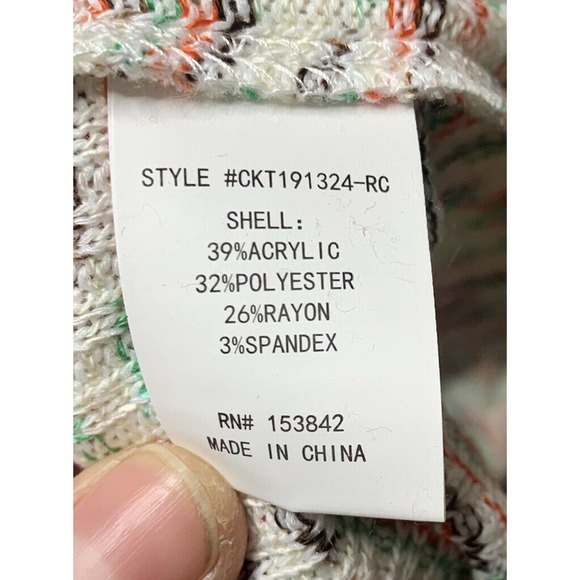 STYLE #CKT191324-RC
SHELL:
39%ACRYLIC
32%POLYESTER
26%RAYON
3%SPANDEX
RN# 153842
MADE IN CHINA